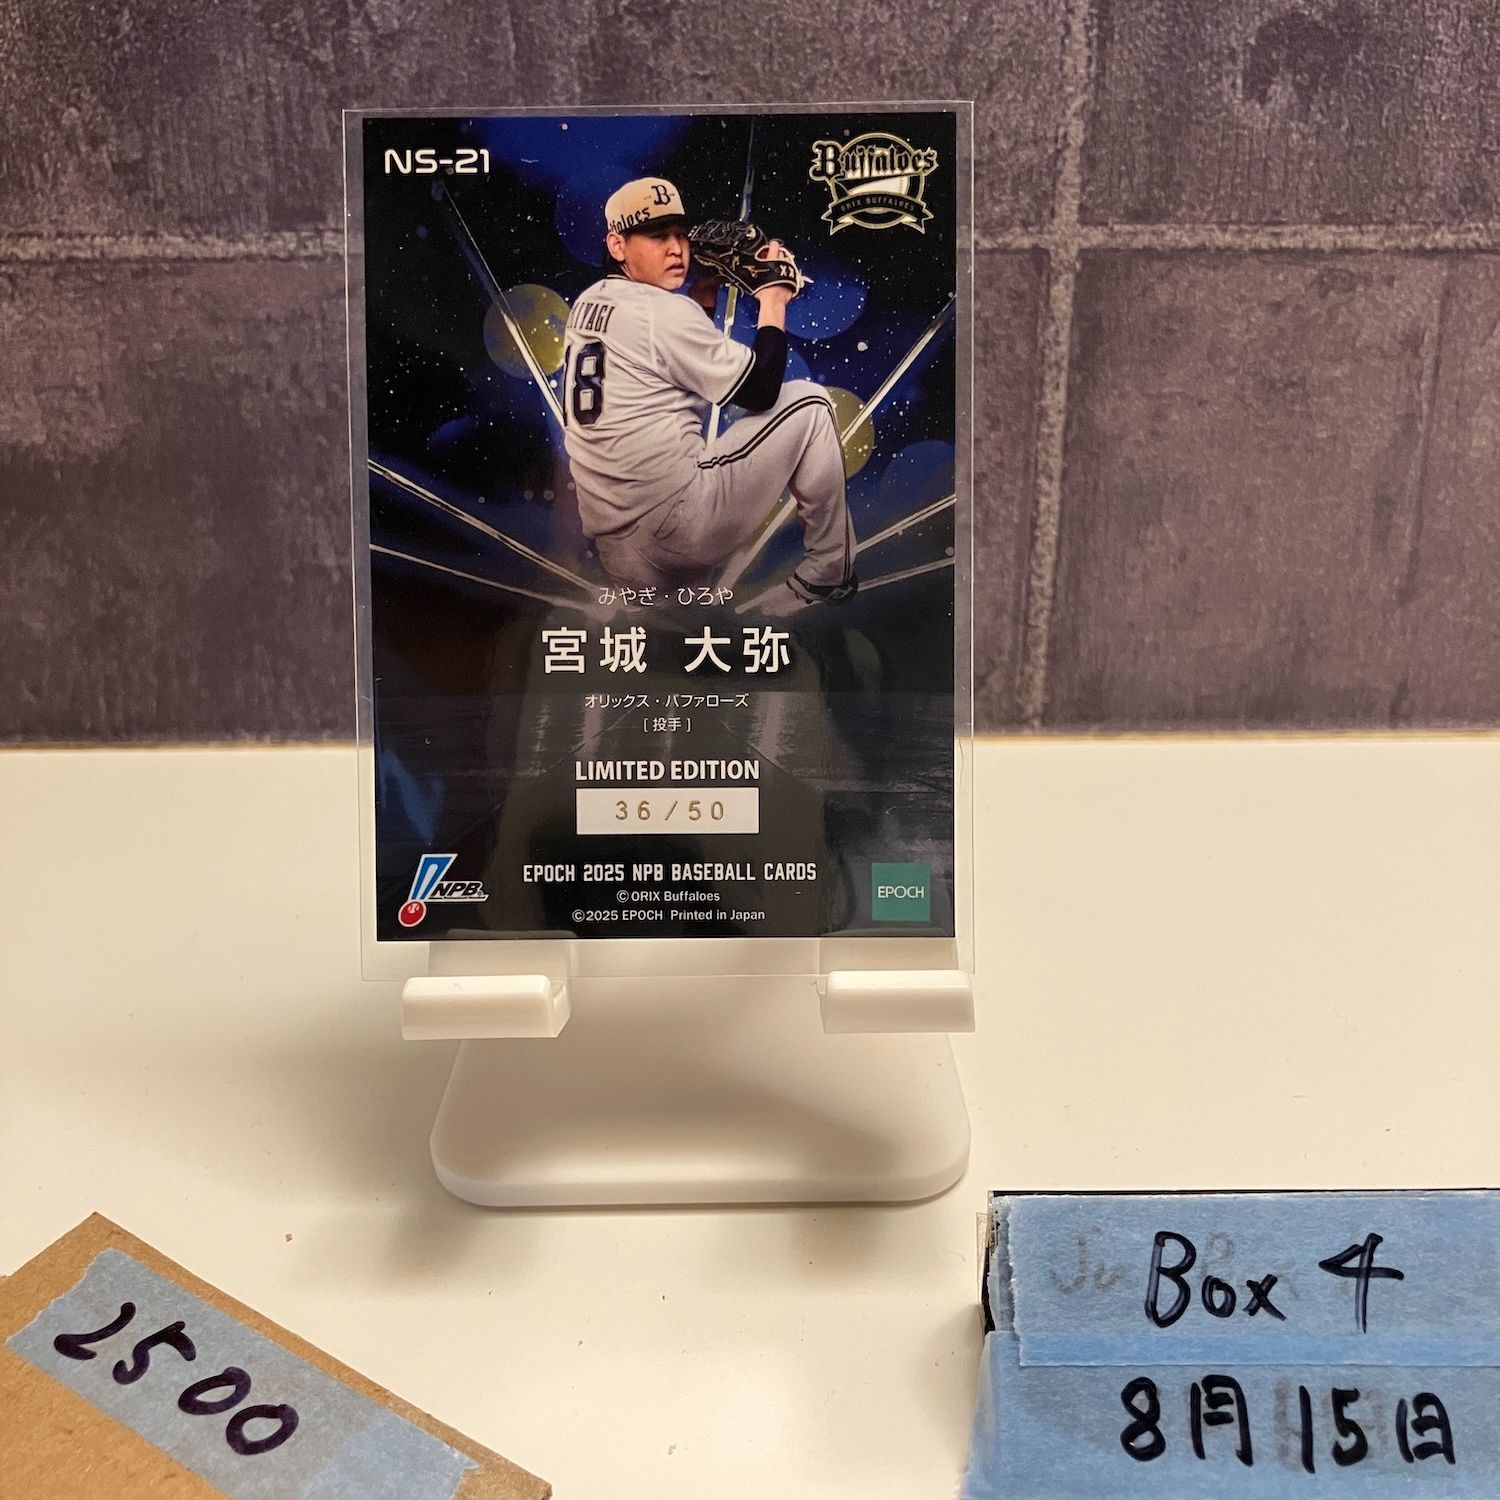 NS-21
Buffaloes
ORIX BUFFALOES
B
MIYAGI
18
みやぎ・ひろや
宮城 大弥
オリックス・バファローズ
[ 投手 ]
LIMITED EDITION
36/50
EPOCH 2025 NPB BASEBALL CARDS
©ORIX Buffaloes
©2025 EPOCH Printed in Japan
NPB
EPOCH
2500
Box 4
8月15日